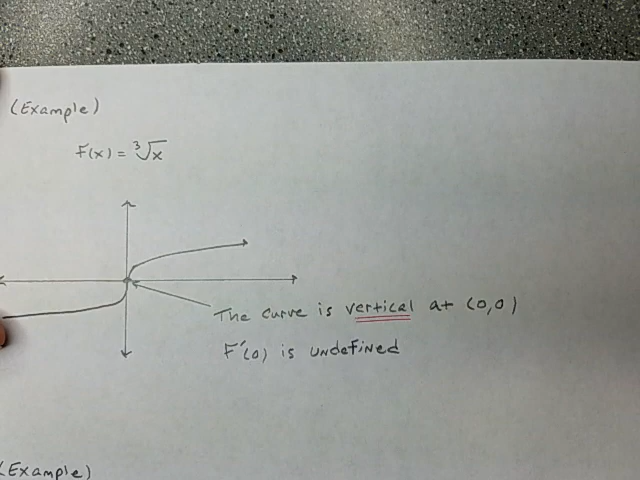 (Example)
F(x) = ∛x
The curve is vertical at (0,0)
F'(0) is undefined
(Example)